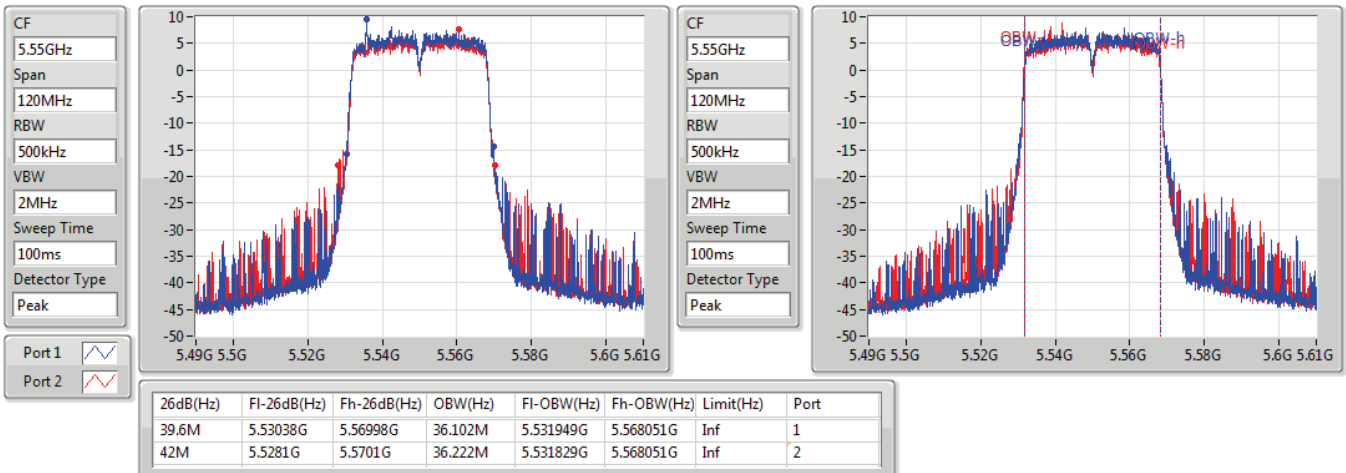 CF
5.55GHz
Span
120MHz
RBW
500kHz
VBW
2MHz
Sweep Time
100ms
Detector Type
Peak
10
5
0
-5
-10
-15
-20
-25
-30
-35
-40
-45
-50
5.49G 5.5G 5.52G 5.54G 5.56G 5.58G 5.6G 5.61G
Port 1
Port 2
CF
5.55GHz
Span
120MHz
RBW
500kHz
VBW
2MHz
Sweep Time
100ms
Detector Type
Peak
10
5
0
-5
-10
-15
-20
-25
-30
-35
-40
-45
-50
OBW-h
OBW-h
5.49G 5.5G 5.52G 5.54G 5.56G 5.58G 5.6G 5.61G
26dB(Hz) Fl-26dB(Hz) Fh-26dB(Hz) OBW(Hz) Fl-OBW(Hz) Fh-OBW(Hz) Limit(Hz) Port
39.6M 5.53038G 5.56998G 36.102M 5.531949G 5.568051G Inf 1
42M 5.5281G 5.5701G 36.222M 5.531829G 5.568051G Inf 2